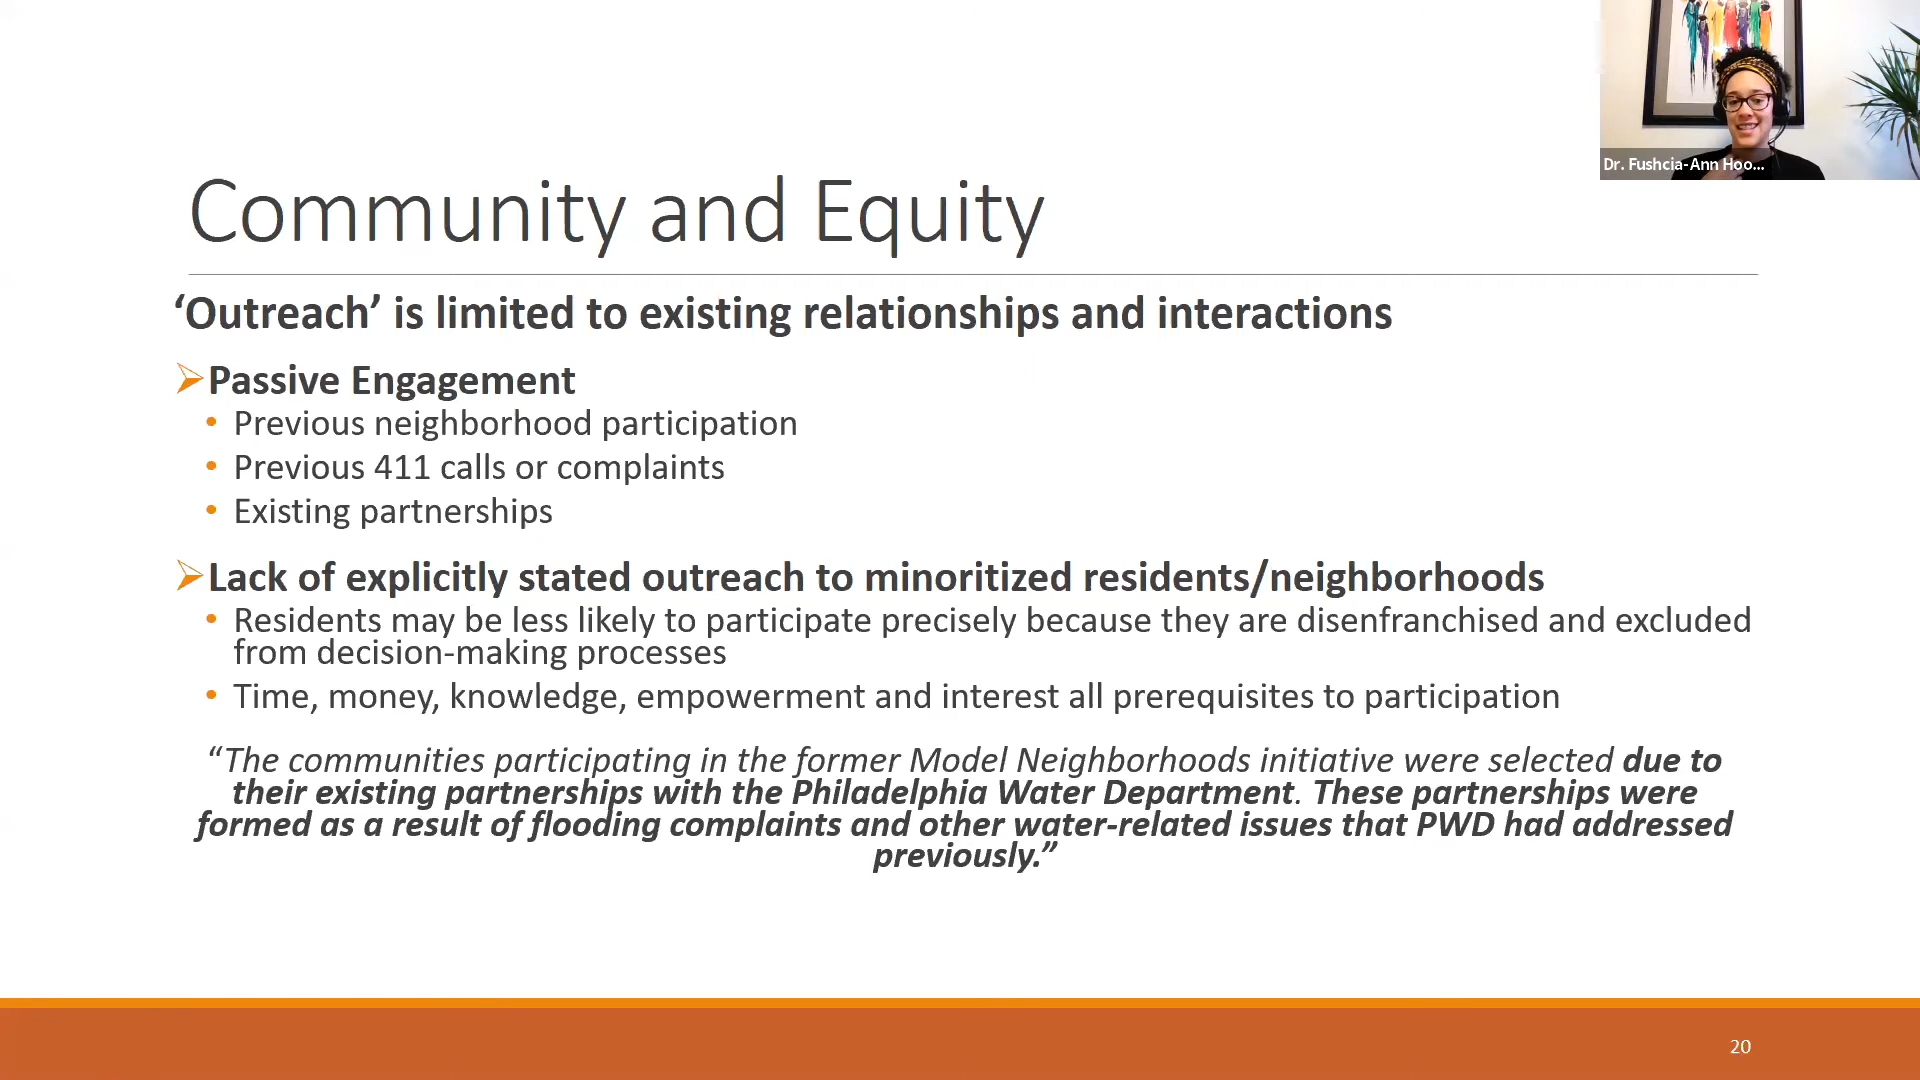 Dr. Fushcia-Ann Hoo...
Community and Equity
‘Outreach’ is limited to existing relationships and interactions
Passive Engagement
• Previous neighborhood participation
• Previous 411 calls or complaints
• Existing partnerships
Lack of explicitly stated outreach to minoritized residents/neighborhoods
• Residents may be less likely to participate precisely because they are disenfranchised and excluded
from decision-making processes
• Time, money, knowledge, empowerment and interest all prerequisites to participation
“The communities participating in the former Model Neighborhoods initiative were selected due to
their existing partnerships with the Philadelphia Water Department. These partnerships were
formed as a result of flooding complaints and other water-related issues that PWD had addressed
previously.”
20